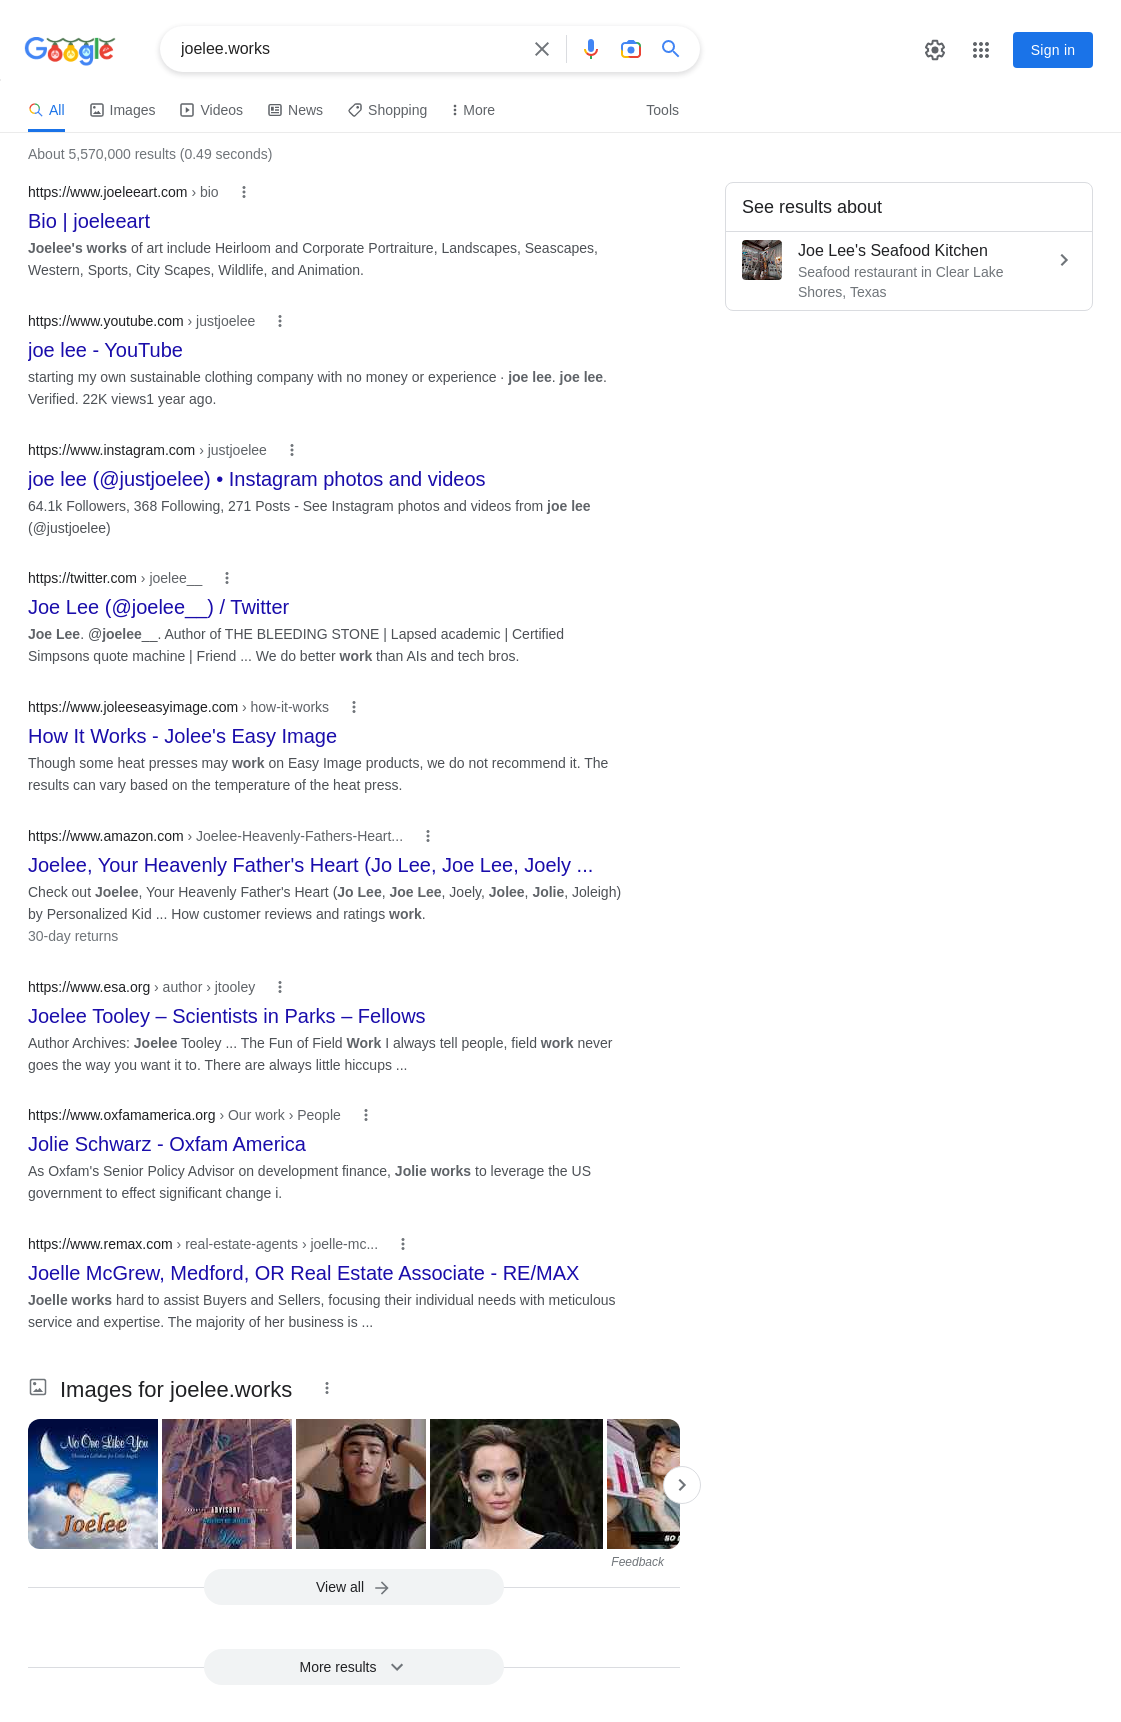 Google
joelee.works
Sign in
All
Images
Videos
News
Shopping
More
Tools
About 5,570,000 results (0.49 seconds)
https://www.joeleeart.com › bio
Bio | joeleeart
Joelee's works of art include Heirloom and Corporate Portraiture, Landscapes, Seascapes,
Western, Sports, City Scapes, Wildlife, and Animation.
https://www.youtube.com › justjoelee
joe lee - YouTube
starting my own sustainable clothing company with no money or experience · joe lee. joe lee.
Verified. 22K views1 year ago.
https://www.instagram.com › justjoelee
joe lee (@justjoelee) • Instagram photos and videos
64.1k Followers, 368 Following, 271 Posts - See Instagram photos and videos from joe lee
(@justjoelee)
https://twitter.com › joelee__
Joe Lee (@joelee__) / Twitter
Joe Lee. @joelee__. Author of THE BLEEDING STONE | Lapsed academic | Certified
Simpsons quote machine | Friend ... We do better work than AIs and tech bros.
https://www.joleeseasyimage.com › how-it-works
How It Works - Jolee's Easy Image
Though some heat presses may work on Easy Image products, we do not recommend it. The
results can vary based on the temperature of the heat press.
https://www.amazon.com › Joelee-Heavenly-Fathers-Heart...
Joelee, Your Heavenly Father's Heart (Jo Lee, Joe Lee, Joely ...
Check out Joelee, Your Heavenly Father's Heart (Jo Lee, Joe Lee, Joely, Jolee, Jolie, Joleigh)
by Personalized Kid ... How customer reviews and ratings work.
30-day returns
https://www.esa.org › author › jtooley
Joelee Tooley – Scientists in Parks – Fellows
Author Archives: Joelee Tooley ... The Fun of Field Work I always tell people, field work never
goes the way you want it to. There are always little hiccups ...
https://www.oxfamamerica.org › Our work › People
Jolie Schwarz - Oxfam America
As Oxfam's Senior Policy Advisor on development finance, Jolie works to leverage the US
government to effect significant change i.
https://www.remax.com › real-estate-agents › joelle-mc...
Joelle McGrew, Medford, OR Real Estate Associate - RE/MAX
Joelle works hard to assist Buyers and Sellers, focusing their individual needs with meticulous
service and expertise. The majority of her business is ...
Images for joelee.works
No One Like You
Joelee
ADVISORY
Feedback
View all
More results
See results about
Joe Lee's Seafood Kitchen
Seafood restaurant in Clear Lake
Shores, Texas